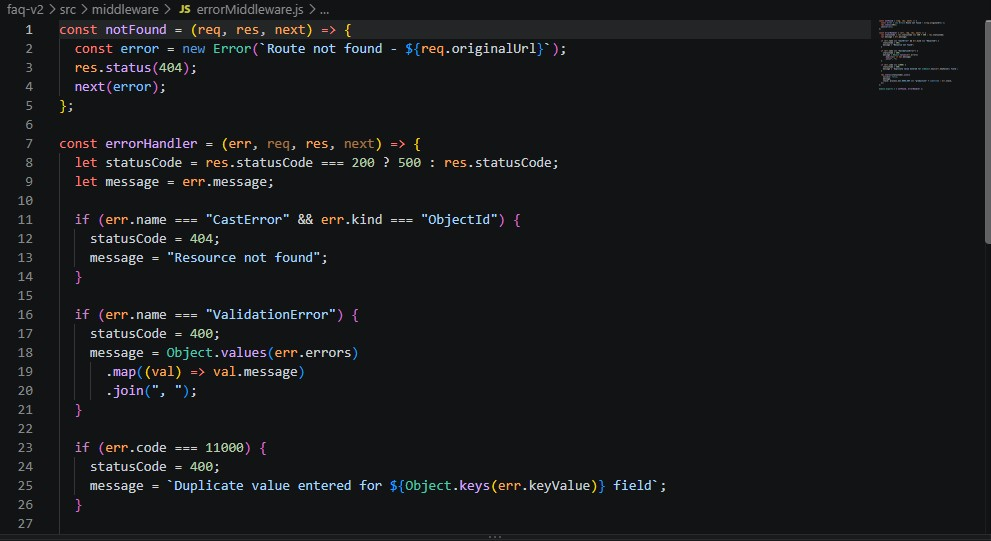 faq-v2 > src > middleware > JS errorMiddleware.js > ...
1 const notFound = (req, res, next) => {
2   const error = new Error(`Route not found - ${req.originalUrl}`);
3   res.status(404);
4   next(error);
5 };
6
7 const errorHandler = (err, req, res, next) => {
8   let statusCode = res.statusCode === 200 ? 500 : res.statusCode;
9   let message = err.message;
10
11   if (err.name === "CastError" && err.kind === "ObjectId") {
12     statusCode = 404;
13     message = "Resource not found";
14   }
15
16   if (err.name === "ValidationError") {
17     statusCode = 400;
18     message = Object.values(err.errors)
19       .map((val) => val.message)
20       .join(", ");
21   }
22
23   if (err.code === 11000) {
24     statusCode = 400;
25     message = `Duplicate value entered for ${Object.keys(err.keyValue)} field`;
26   }
27